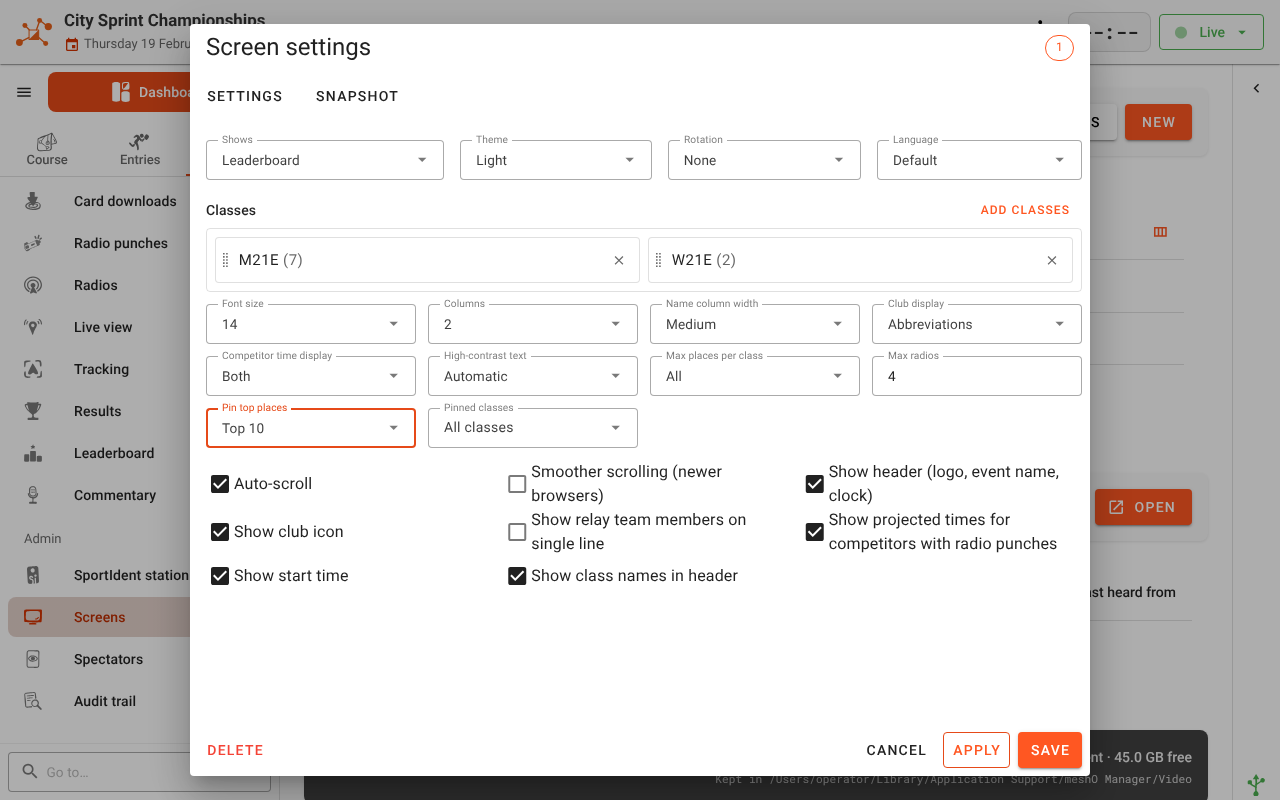 City Sprint Championships
Thursday 19 Febru
Live
Screen settings
1
Dashboa
SETTINGS
SNAPSHOT
S
NEW
Course
Entries
Shows
Leaderboard
Theme
Light
Rotation
None
Language
Default
Card downloads
Radio punches
Radios
Live view
Tracking
Results
Leaderboard
Commentary
Admin
SportIdent station
Screens
Spectators
Audit trail
Go to…
Classes
ADD CLASSES
M21E (7)
W21E (2)
Font size
14
Columns
2
Name column width
Medium
Club display
Abbreviations
Competitor time display
Both
High-contrast text
Automatic
Max places per class
All
Max radios
4
Pin top places
Top 10
Pinned classes
All classes
Auto-scroll
Smoother scrolling (newer
browsers)
Show header (logo, event name,
clock)
Show club icon
Show relay team members on
single line
Show projected times for
competitors with radio punches
Show start time
Show class names in header
OPEN
ast heard from
DELETE
CANCEL
APPLY
SAVE
nt · 45.0 GB free
Kept in /Users/operator/Library/Application Support/meshO Manager/Video